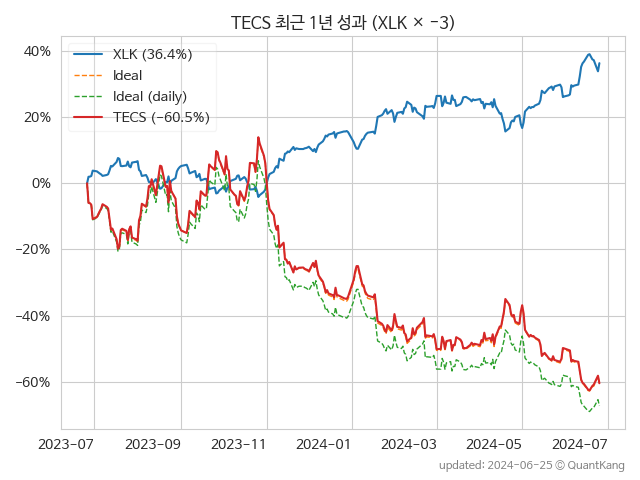 TECS 최근 1년 성과 (XLK × −3)
XLK (36.4%)
Ideal
Ideal (daily)
TECS (−60.5%)
40%
20%
0%
−20%
−40%
−60%
2023-07 2023-09 2023-11 2024-01 2024-03 2024-05 2024-07
updated: 2024-06-25 ⓒ QuantKang